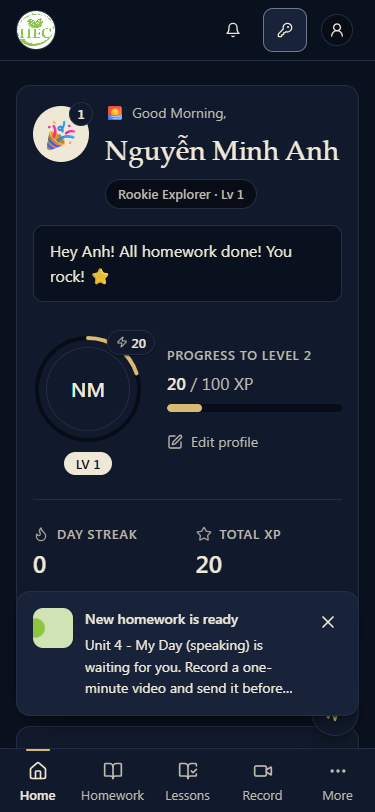 HEC
1
Good Morning,
Nguyễn Minh Anh
Rookie Explorer · Lv 1
Hey Anh! All homework done! You
rock! ⭐
20
NM
LV 1
PROGRESS TO LEVEL 2
20 / 100 XP
Edit profile
DAY STREAK
0
TOTAL XP
20
New homework is ready
Unit 4 - My Day (speaking) is
waiting for you. Record a one-
minute video and send it before...
Home
Homework
Lessons
Record
More